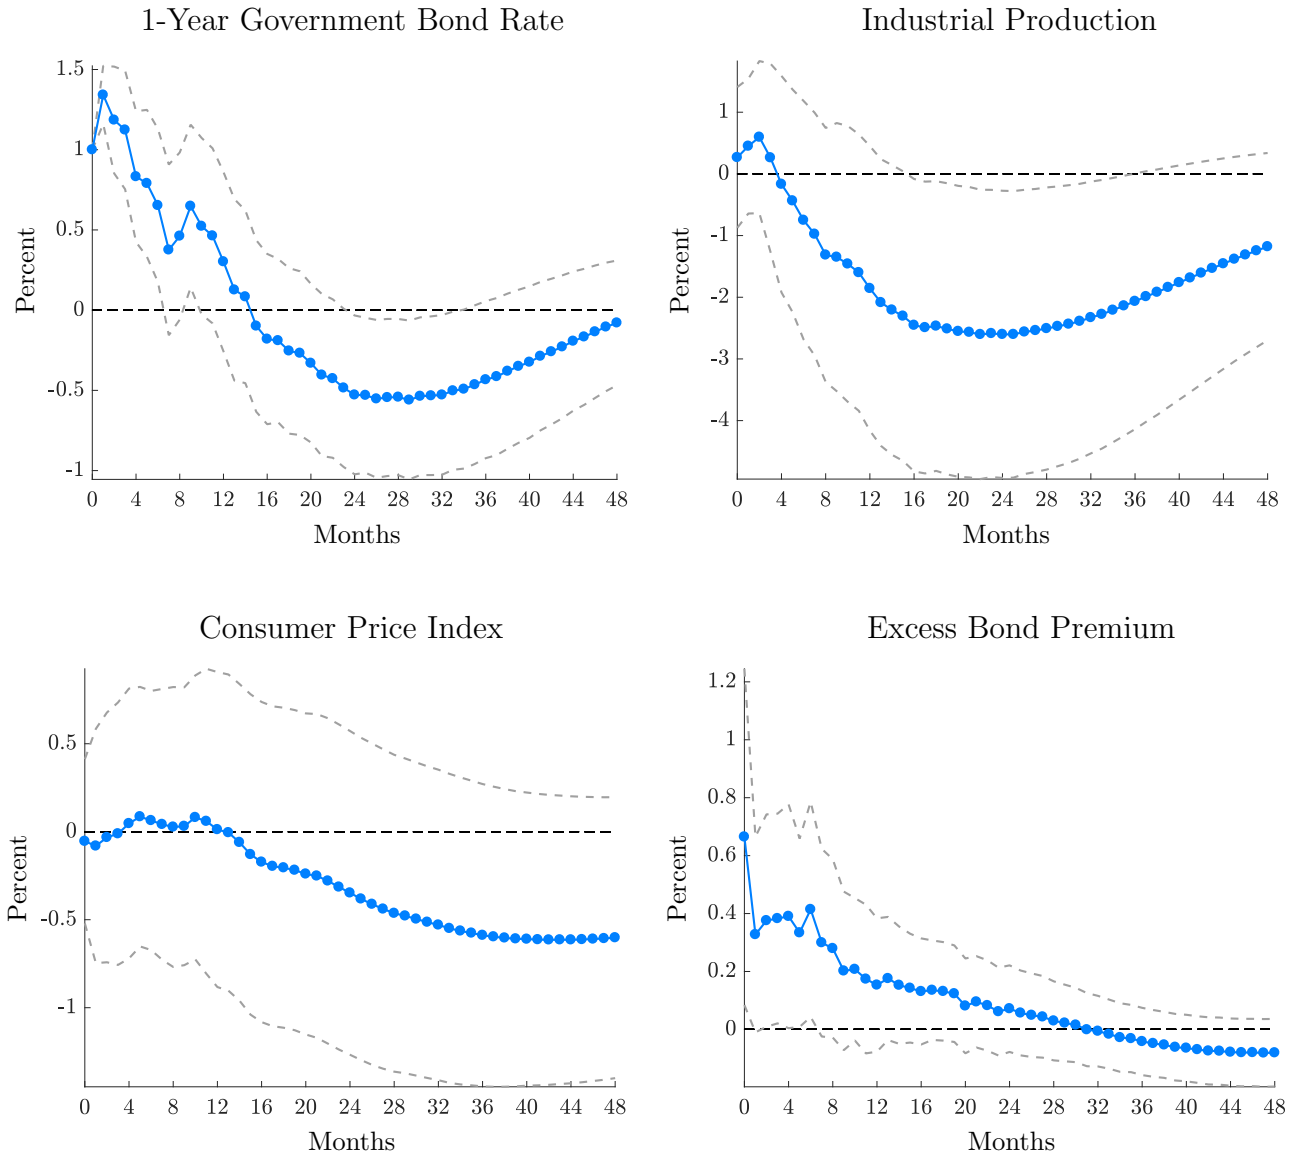 1-Year Government Bond Rate
1.5
1
0.5
0
-0.5
-1
Percent
0 4 8 12 16 20 24 28 32 36 40 44 48
Months
Industrial Production
1
0
-1
-2
-3
-4
Percent
0 4 8 12 16 20 24 28 32 36 40 44 48
Months
Consumer Price Index
0.5
0
-0.5
-1
Percent
0 4 8 12 16 20 24 28 32 36 40 44 48
Months
Excess Bond Premium
1.2
1
0.8
0.6
0.4
0.2
0
Percent
0 4 8 12 16 20 24 28 32 36 40 44 48
Months